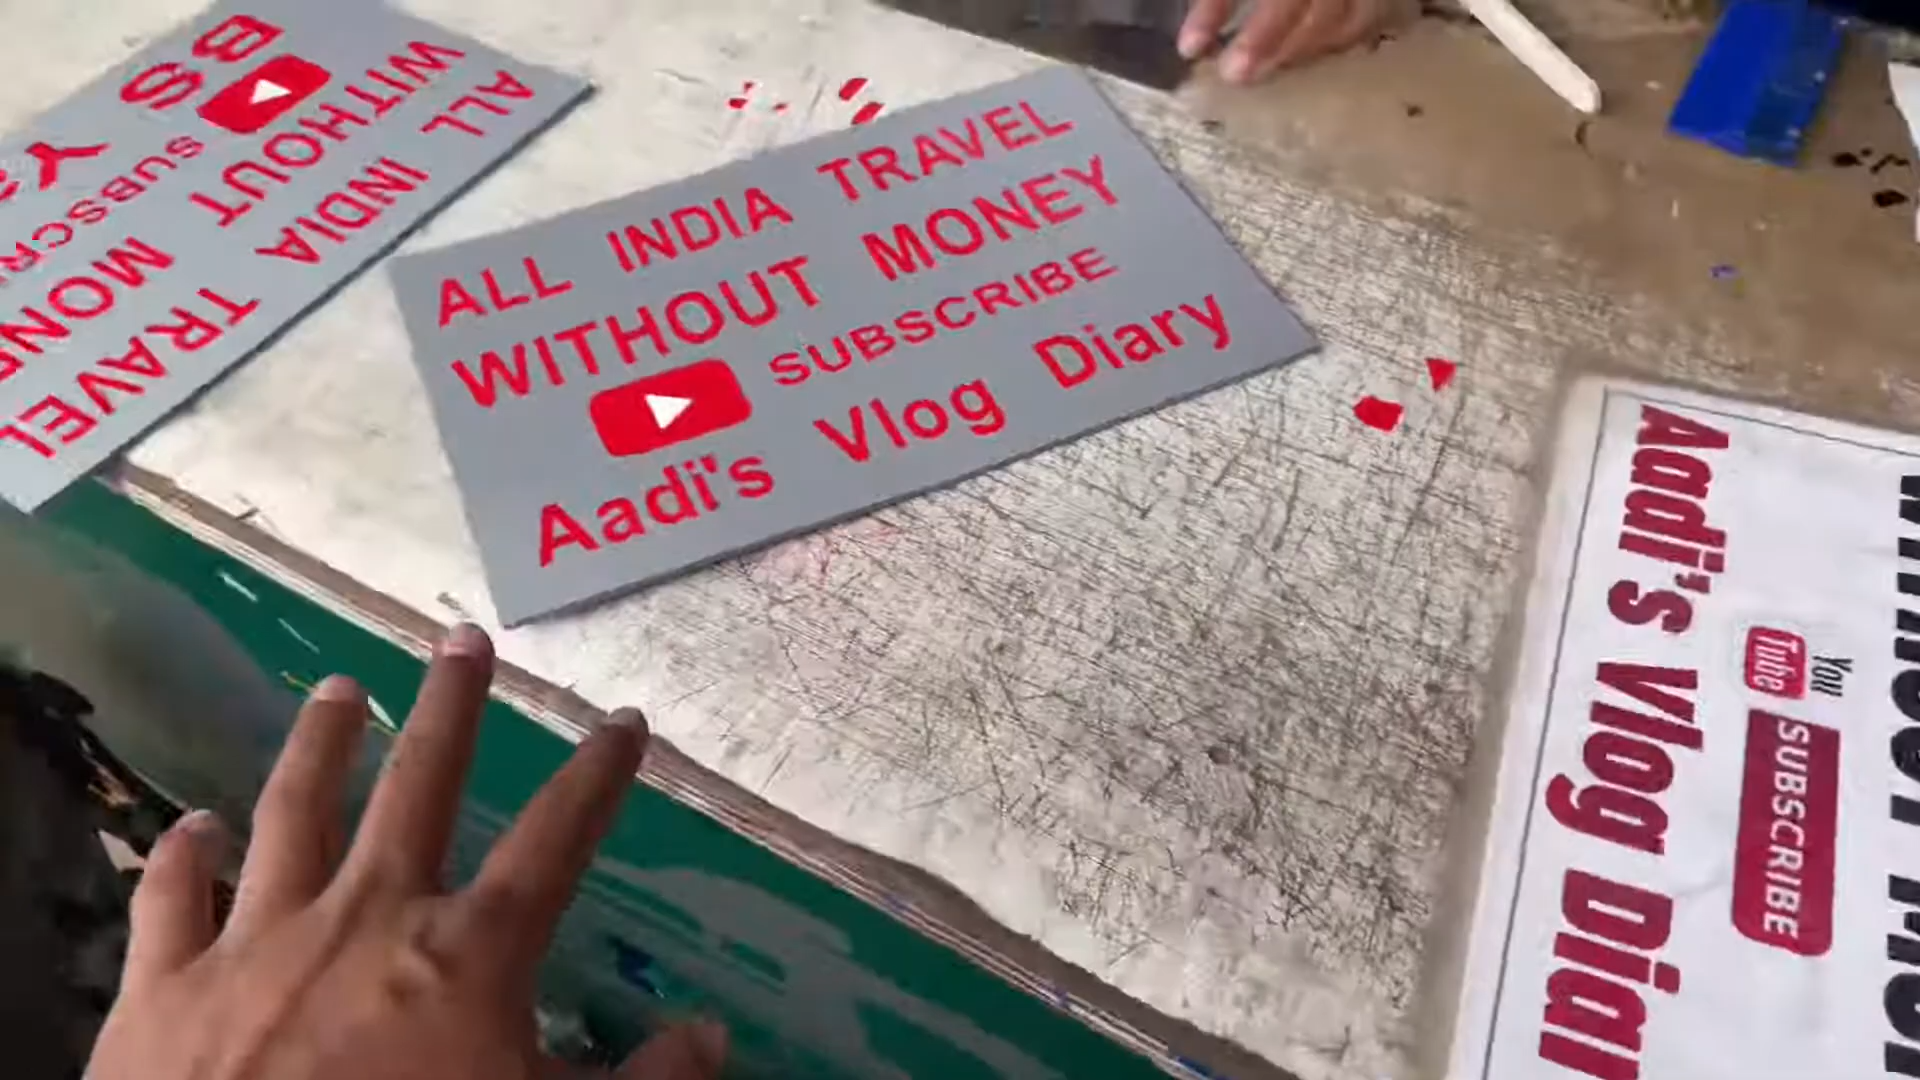 ALL INDIA TRAVEL
WITHOUT MONEY
SUBSCRIBE
Aadi's Vlog Diary
BS
ALL INDIA TRAVEL
WITHOUT
SUBSCR
Aadi's Vlog Diar
You Tube
SUBSCRIBE